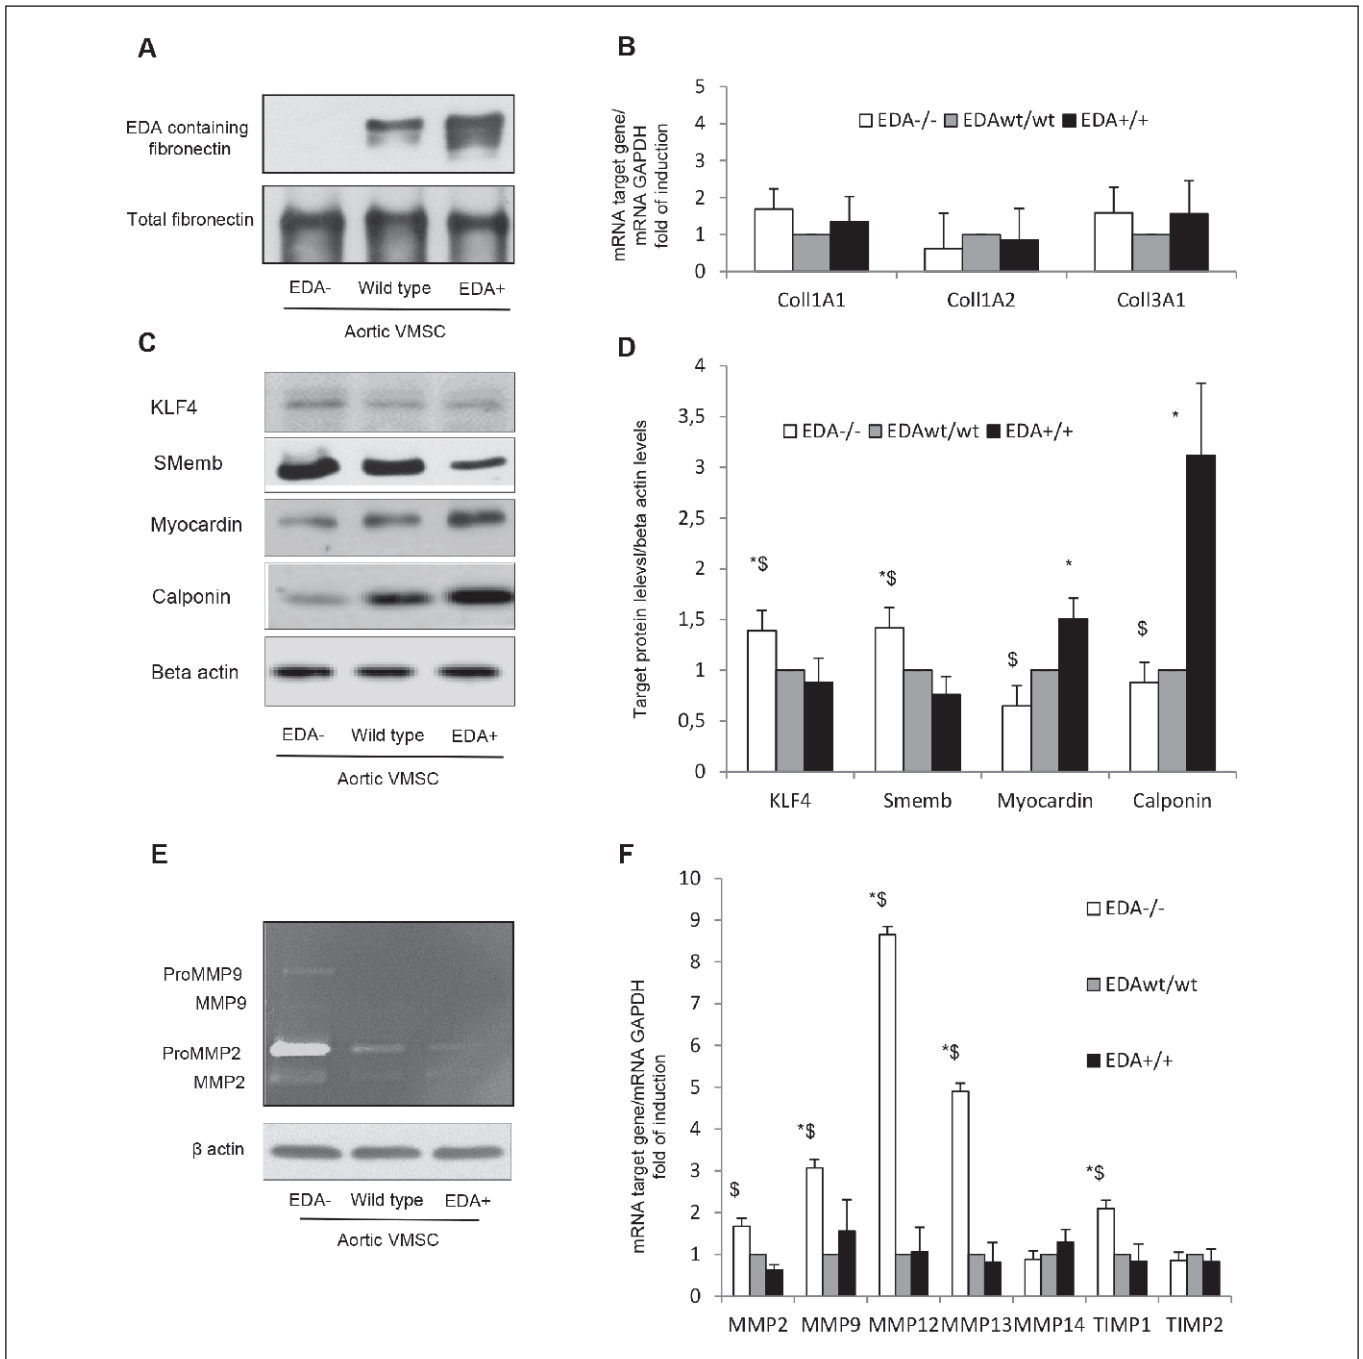 A
EDA containing
fibronectin
Total fibronectin
EDA- Wild type EDA+
Aortic VMSC
B
mRNA target gene/
mRNA GAPDH
fold of induction
5
4
3
2
1
0
EDA-/- EDAwt/wt EDA+/+
Coll1A1 Coll1A2 Coll3A1
C
KLF4
SMemb
Myocardin
Calponin
Beta actin
EDA- Wild type EDA+
Aortic VMSC
D
Target protein lelevsl/beta actin levels
4
3,5
3
2,5
2
1,5
1
0,5
0
EDA-/- EDAwt/wt EDA+/+
*$
*$
$
*
$
*
KLF4 Smemb Myocardin Calponin
E
ProMMP9
MMP9
ProMMP2
MMP2
β actin
EDA- Wild type EDA+
Aortic VMSC
F
mRNA target gene/mRNA GAPDH
fold of induction
10
9
8
7
6
5
4
3
2
1
0
EDA-/-
EDAwt/wt
EDA+/+
$
*$
*$
*$
*$
MMP2 MMP9 MMP12 MMP13 MMP14 TIMP1 TIMP2